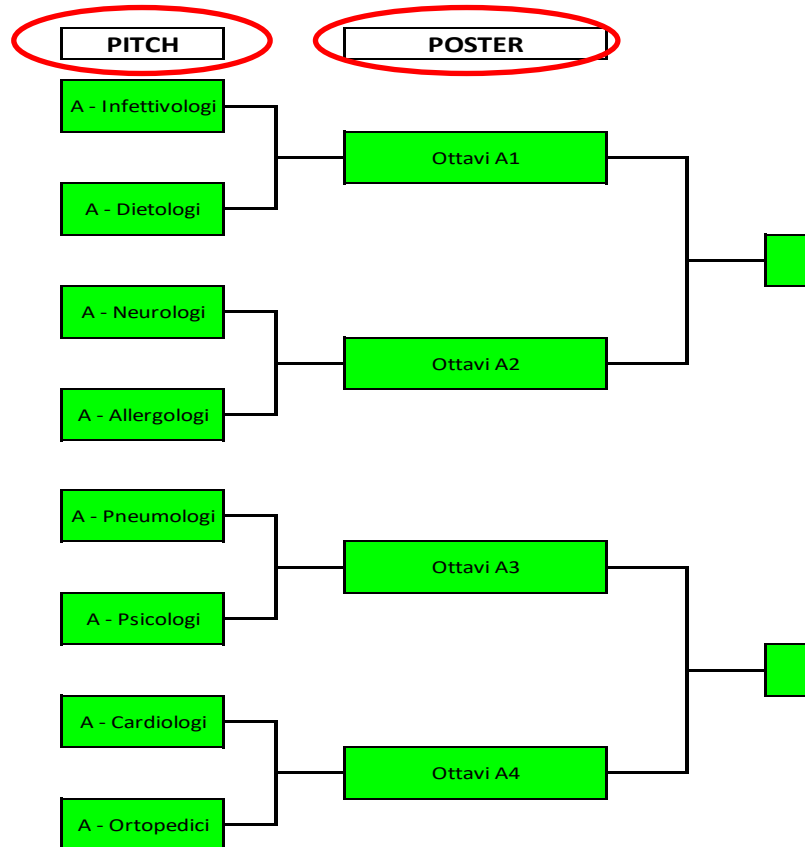 PITCH
POSTER
A - Infettivologi
Ottavi A1
A - Dietologi
A - Neurologi
Ottavi A2
A - Allergologi
A - Pneumologi
Ottavi A3
A - Psicologi
A - Cardiologi
Ottavi A4
A - Ortopedici